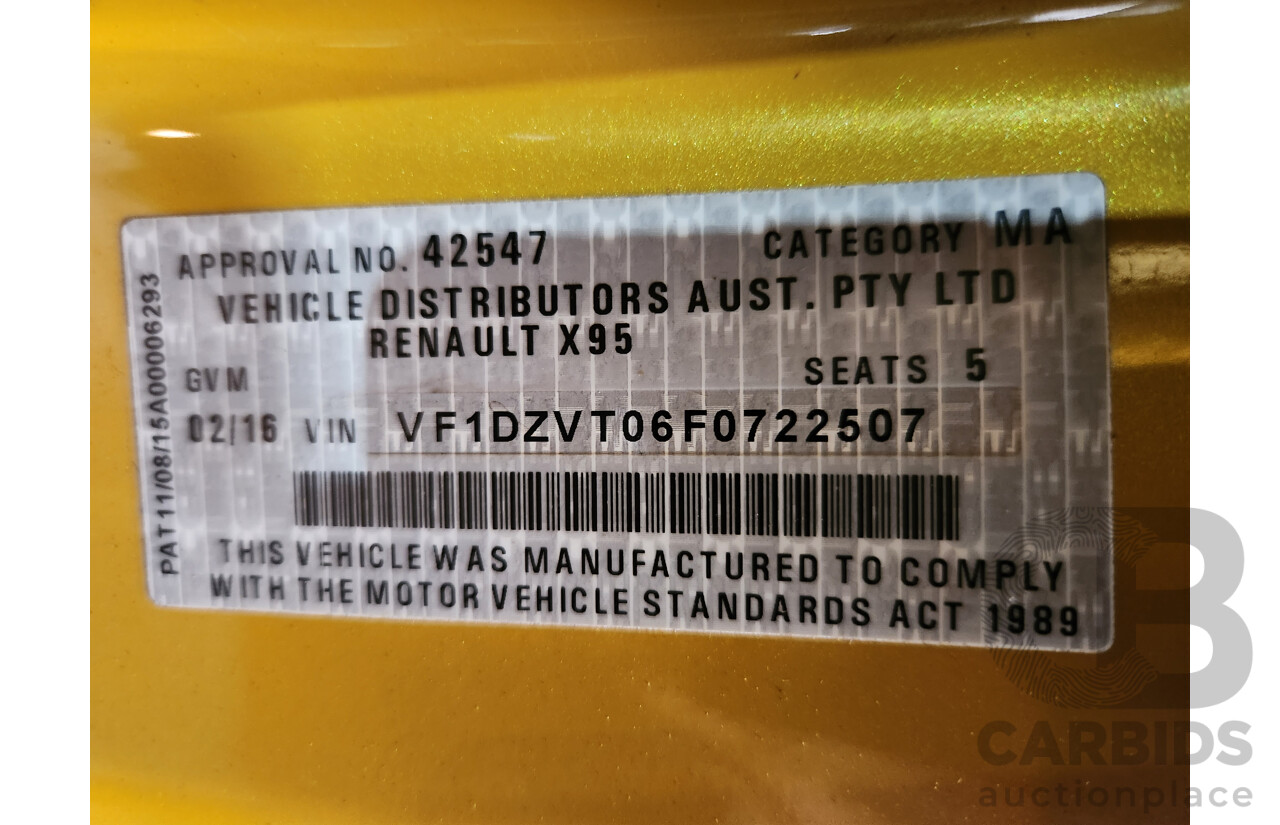 APPROVAL NO. 42547 CATEGORY MA
VEHICLE DISTRIBUTORS AUST. PTY LTD
RENAULT X95
GVM SEATS 5
02/16 VIN VF1DZVT06F0722507
THIS VEHICLE WAS MANUFACTURED TO COMPLY
WITH THE MOTOR VEHICLE STANDARDS ACT 1989
PAT11/08/15A00006293
B
CARBIDS
auctionplace